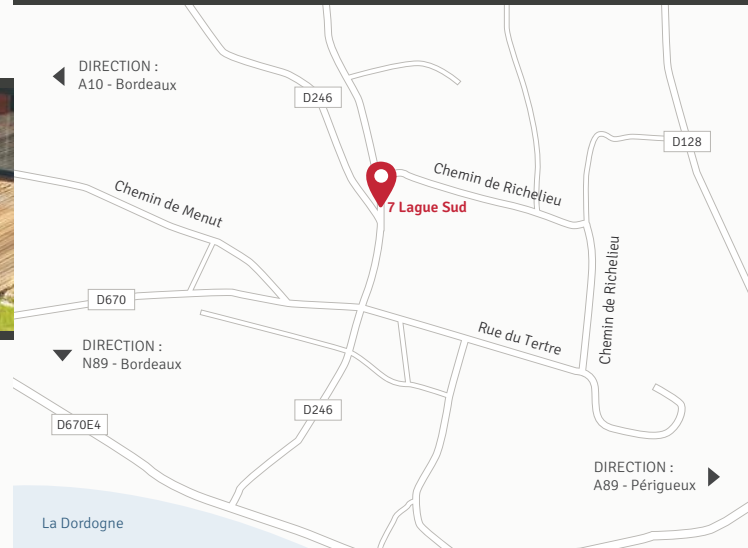 DIRECTION :
A10 - Bordeaux
D246
D128
Chemin de Richelieu
Chemin de Menut
7 Lague Sud
Chemin de Richelieu
D670
Rue du Tertre
DIRECTION :
N89 - Bordeaux
D246
D670E4
DIRECTION :
A89 - Périgueux
La Dordogne